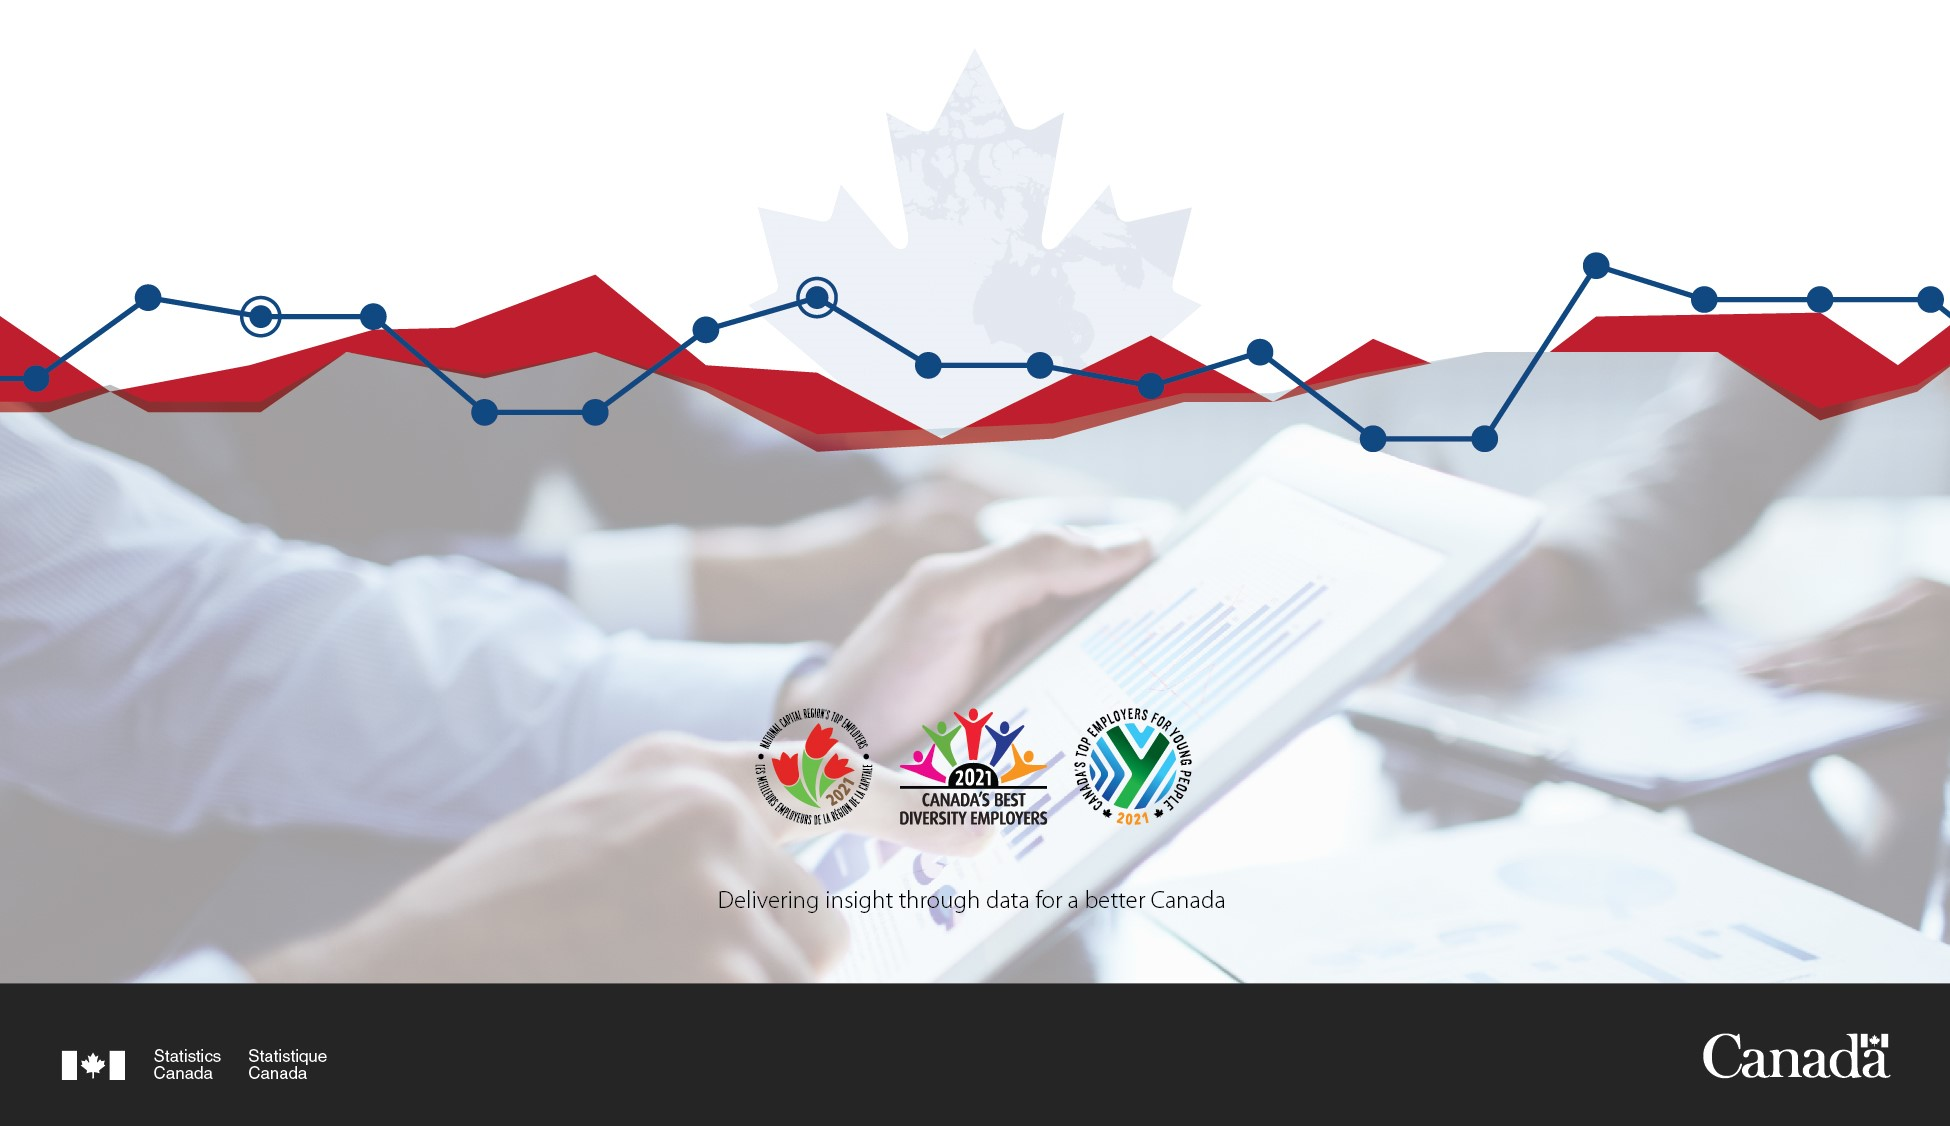 NATIONAL CAPITAL REGION'S TOP EMPLOYERS
LES MEILLEURS EMPLOYEURS DE LA RÉGION DE LA CAPITALE
2021
2021
CANADA'S BEST
DIVERSITY EMPLOYERS
CANADA'S TOP EMPLOYERS FOR YOUNG PEOPLE
2021
Delivering insight through data for a better Canada
Statistics
Canada
Statistique
Canada
Canada